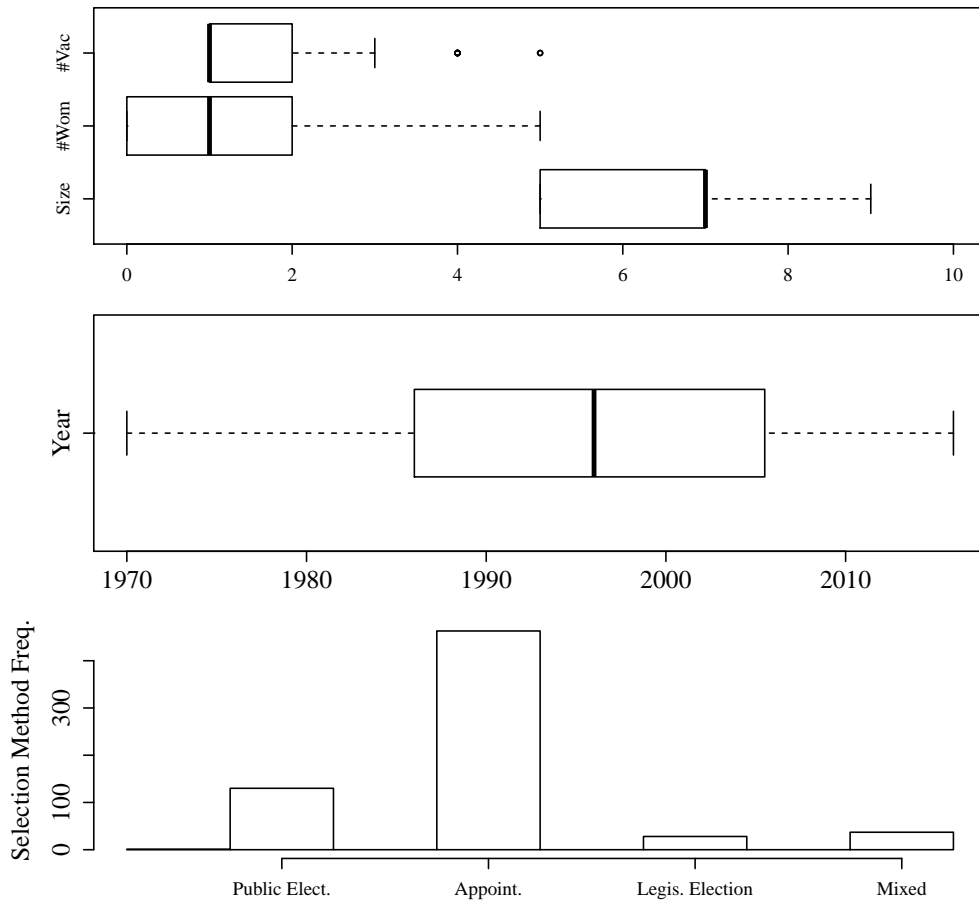 #Vac
#Wom
Size
0 2 4 6 8 10
Year
1970 1980 1990 2000 2010
Selection Method Freq.
300
100
0
Public Elect. Appoint. Legis. Election Mixed